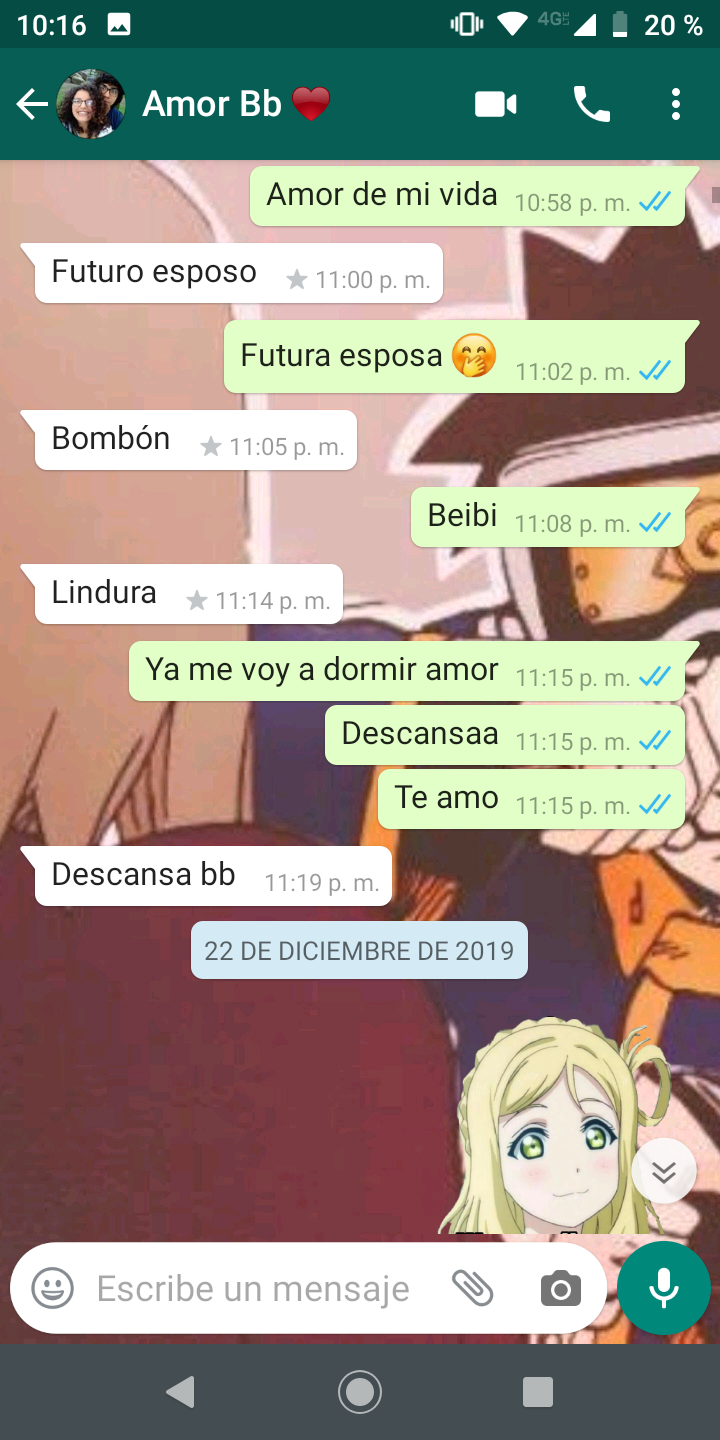 10:16 4G LTE 20 %
Amor Bb ❤️
Amor de mi vida 10:58 p. m.
Futuro esposo ★ 11:00 p. m.
Futura esposa 🤭 11:02 p. m.
Bombón ★ 11:05 p. m.
Beibi 11:08 p. m.
Lindura ★ 11:14 p. m.
Ya me voy a dormir amor 11:15 p. m.
Descansaa 11:15 p. m.
Te amo 11:15 p. m.
Descansa bb 11:19 p. m.
22 DE DICIEMBRE DE 2019
Escribe un mensaje